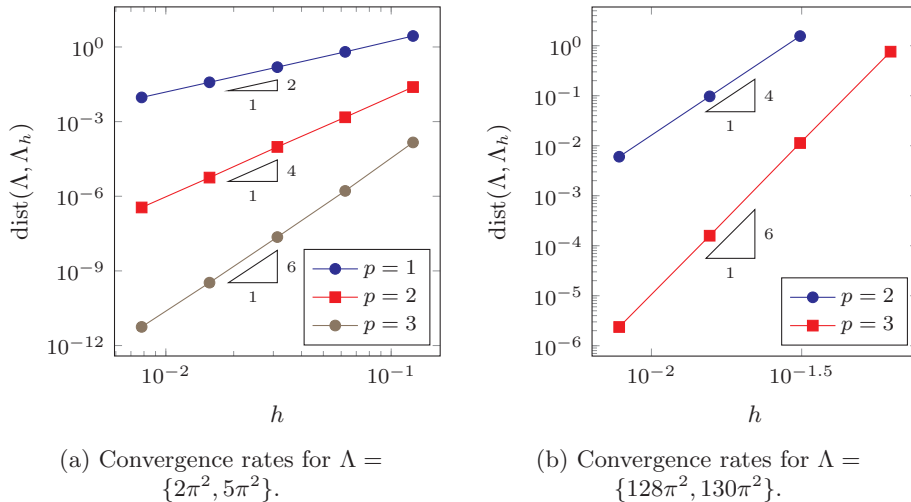 10^0
10^{-3}
10^{-6}
10^{-9}
10^{-12}
dist(Λ, Λ_h)
2
1
4
1
6
1
p = 1
p = 2
p = 3
10^{-2}
10^{-1}
h
(a) Convergence rates for Λ =
{2π^2, 5π^2}.
10^0
10^{-1}
10^{-2}
10^{-3}
10^{-4}
10^{-5}
10^{-6}
dist(Λ, Λ_h)
4
1
6
1
p = 2
p = 3
10^{-2}
10^{-1.5}
h
(b) Convergence rates for Λ =
{128π^2, 130π^2}.